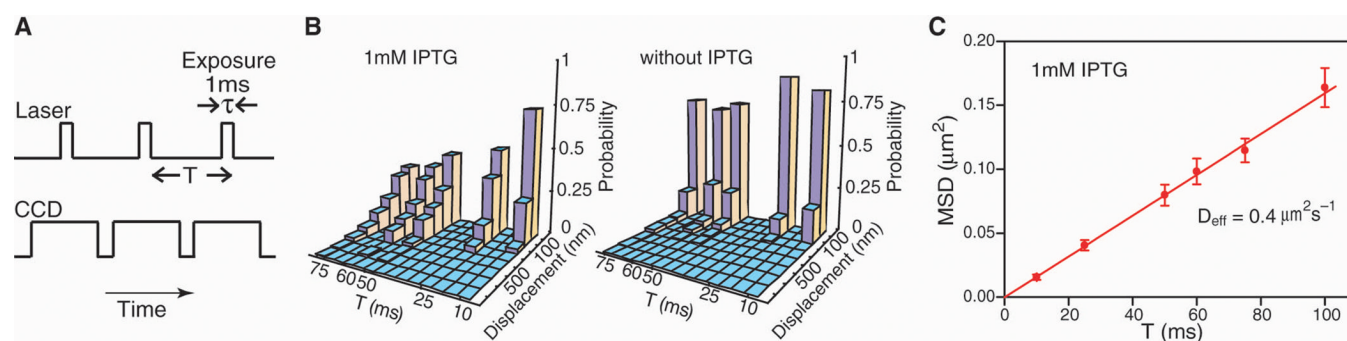 A
Exposure
1ms
τ
Laser
T
CCD
Time
B
1mM IPTG
1
0.75
0.5
0.25
0
Probability
75
60
50
25
10
T (ms)
100
500
Displacement (nm)
without IPTG
1
0.75
0.5
0.25
0
Probability
75
60
50
25
10
T (ms)
100
500
Displacement (nm)
C
0.20
1mM IPTG
0.15
0.10
0.05
0.00
MSD (μm²)
Deff = 0.4 μm²s⁻¹
0 20 40 60 80 100
T (ms)